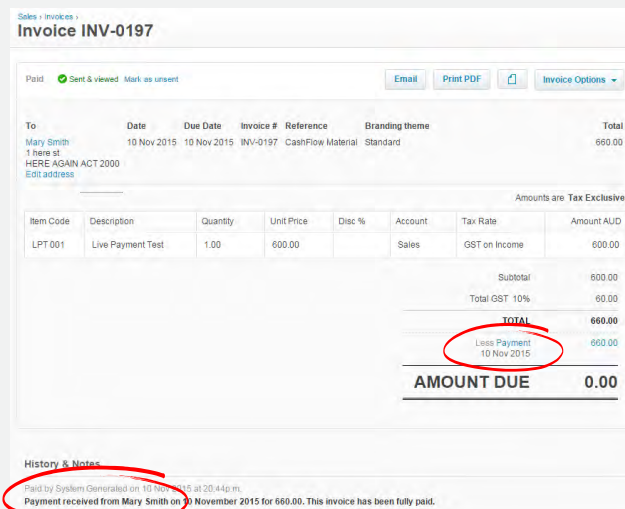 Sales › Invoices ›
Invoice INV-0197
Paid Sent & viewed Mark as unsent Email Print PDF Invoice Options
To Date Due Date Invoice # Reference Branding theme Total
Mary Smith 10 Nov 2015 10 Nov 2015 INV-0197 CashFlow Material Standard 660.00
1 here st
HERE AGAIN ACT 2000
Edit address
Amounts are Tax Exclusive
Item Code Description Quantity Unit Price Disc % Account Tax Rate Amount AUD
LPT 001 Live Payment Test 1.00 600.00 Sales GST on Income 600.00
Subtotal 600.00
Total GST 10% 60.00
TOTAL 660.00
Less Payment 660.00
10 Nov 2015
AMOUNT DUE 0.00
History & Notes
Paid by System Generated on 10 Nov 2015 at 20:44p.m.
Payment received from Mary Smith on 10 November 2015 for 660.00. This invoice has been fully paid.